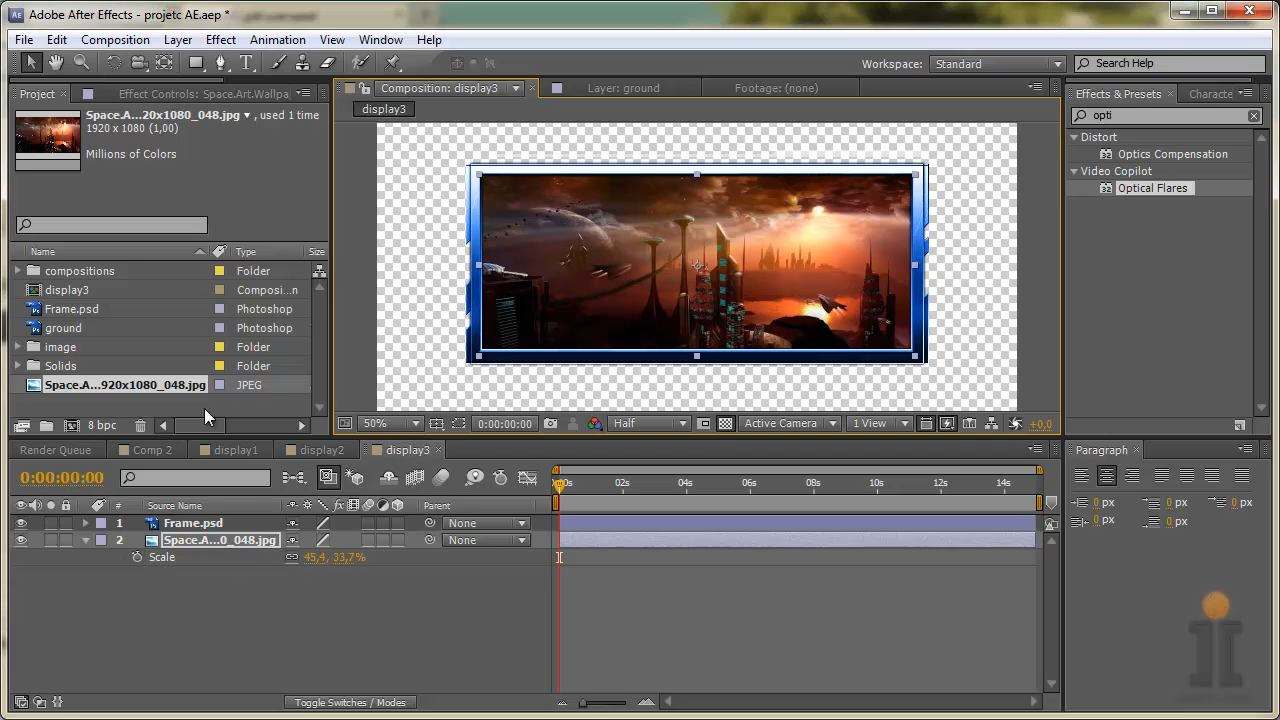 Adobe After Effects - projetc AE.aep *
File Edit Composition Layer Effect Animation View Window Help
Workspace: Standard Search Help
Project Effect Controls: Space.Art.Wallpa
Composition: display3 Layer: ground Footage: (none)
Effects & Presets Characte
display3
Space.A...20x1080_048.jpg ▾ , used 1 time
1920 x 1080 (1,00)
Millions of Colors
opti
Distort
Optics Compensation
Video Copilot
Optical Flares
Name Type Size
compositions Folder
display3 Composi...n
Frame.psd Photoshop
ground Photoshop
image Folder
Solids Folder
Space.A...920x1080_048.jpg JPEG
8 bpc
50% 0:00:00:00 Half Active Camera 1 View +0,0
Render Queue Comp 2 display1 display2 display3
Paragraph
0:00:00:00
02s 04s 06s 08s 10s 12s 14s
# Source Name Parent
1 Frame.psd None
2 Space.A...0_048.jpg None
Scale 45,4, 33,7%
0 px 0 px 0 px
0 px 0 px
Toggle Switches / Modes